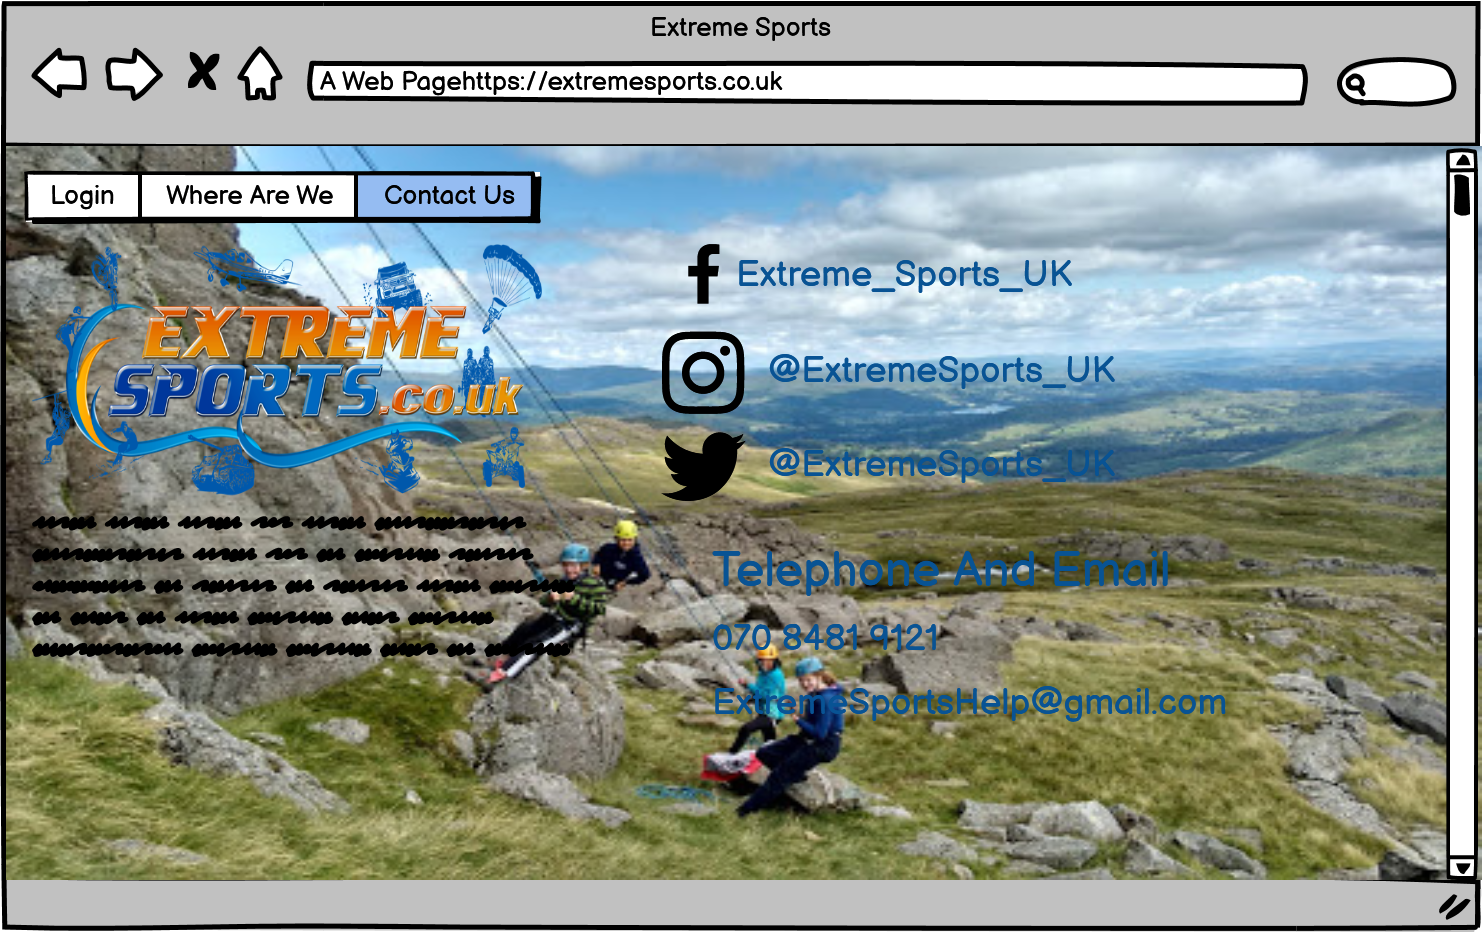 Extreme Sports
A Web Pagehttps://extremesports.co.uk
Login
Where Are We
Contact Us
EXTREME
SPORTS.co.uk
Extreme_Sports_UK
@ExtremeSports_UK
@ExtremeSports_UK
Telephone And Email
070 8481 9121
ExtremeSportsHelp@gmail.com